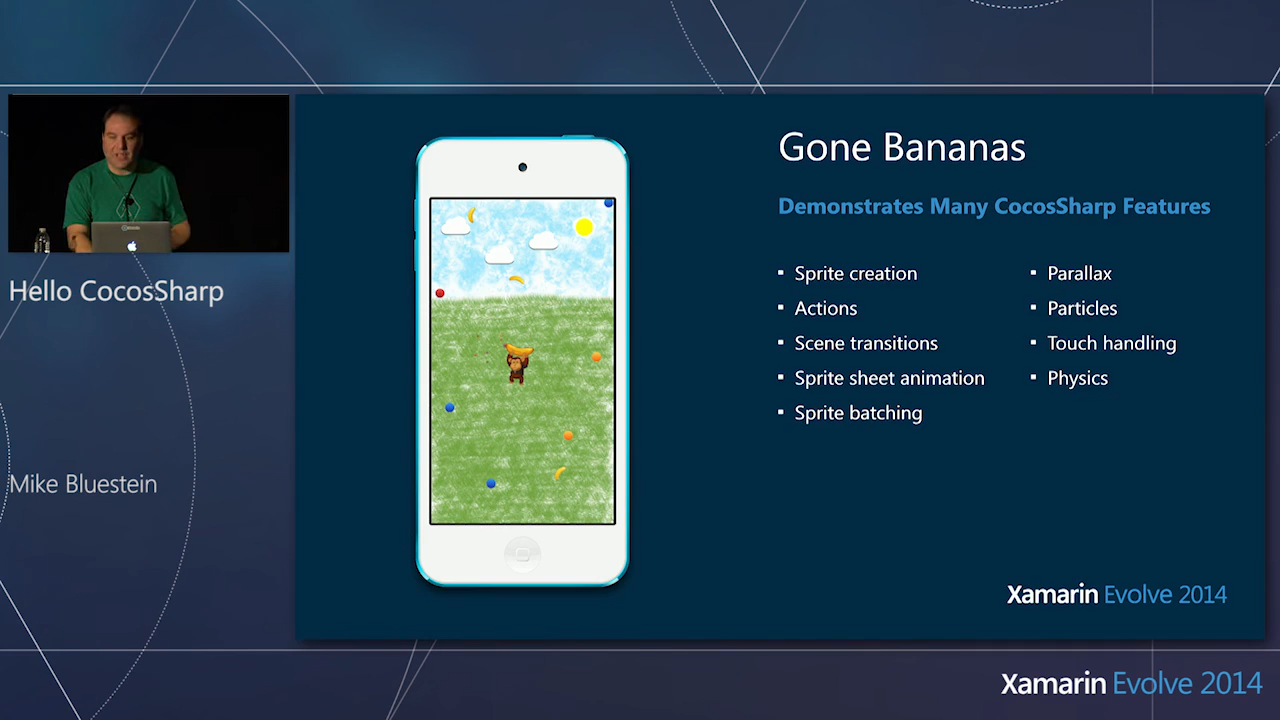 Hello CocosSharp
Mike Bluestein
Gone Bananas
Demonstrates Many CocosSharp Features
▪ Sprite creation
▪ Actions
▪ Scene transitions
▪ Sprite sheet animation
▪ Sprite batching
▪ Parallax
▪ Particles
▪ Touch handling
▪ Physics
Xamarin Evolve 2014
Xamarin Evolve 2014